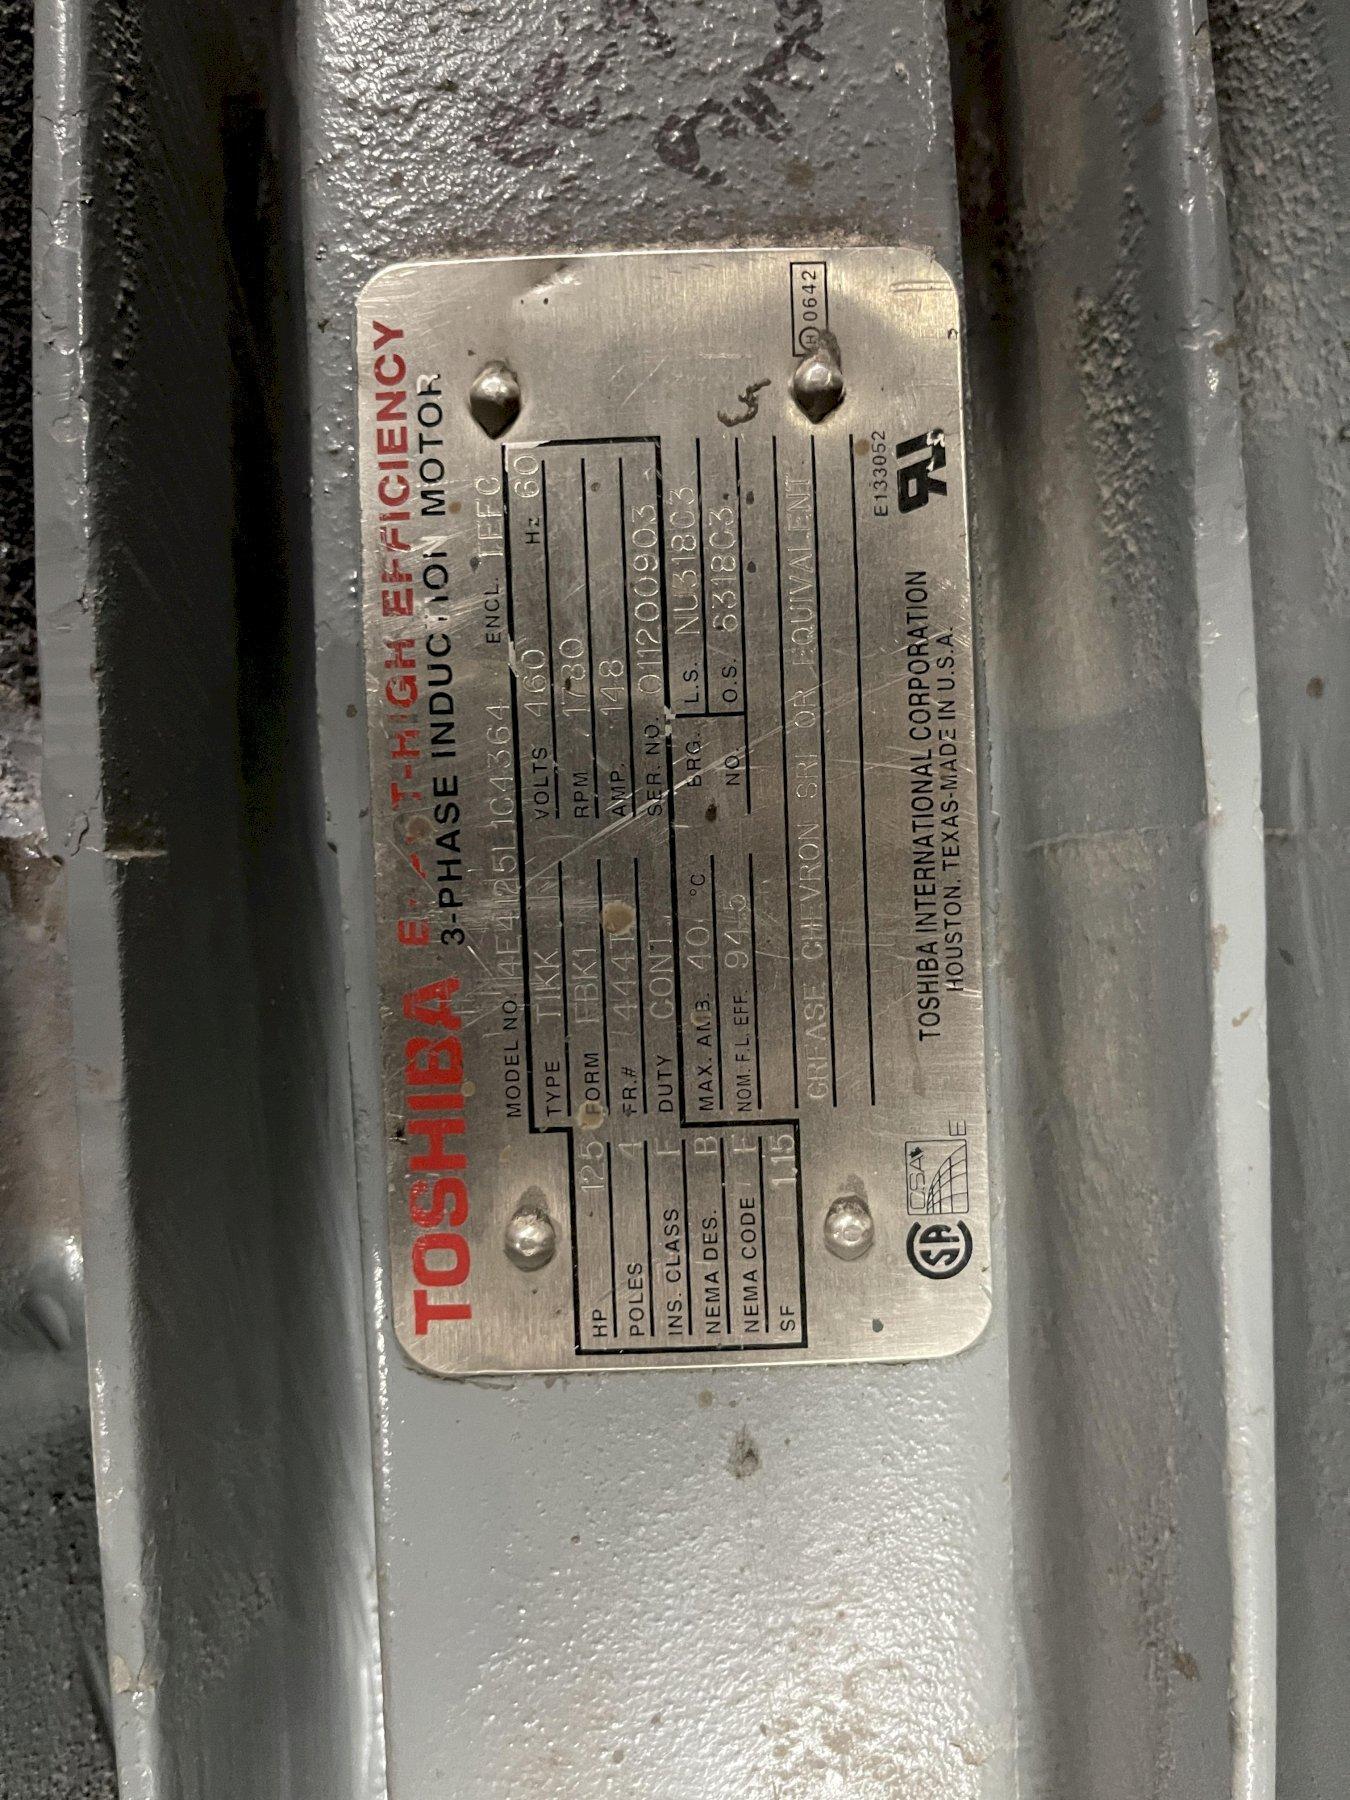 TOSHIBA HIGH EFFICIENCY
3-PHASE INDUCTION MOTOR
MODEL NO. ENCL. TEFC
HP 125 TYPE TIKK VOLTS 460 Hz 60
POLES 4 FORM FBK1 RPM 1780
INS. CLASS F FR.# 444T AMP. 148
NEMA DES. B DUTY CONT. SER. NO. 011200903
NEMA CODE F MAX. AMB. 40 °C BRG. L.S. NU318C3
SF 1.15 NOM. F.L. EFF. 94.5 NO. O.S. 6318C3
GREASE CHEVRON SRI OR EQUIVALENT.
CSA E
SA
TOSHIBA INTERNATIONAL CORPORATION
HOUSTON, TEXAS-MADE IN U.S.A.
E133052
H 0642